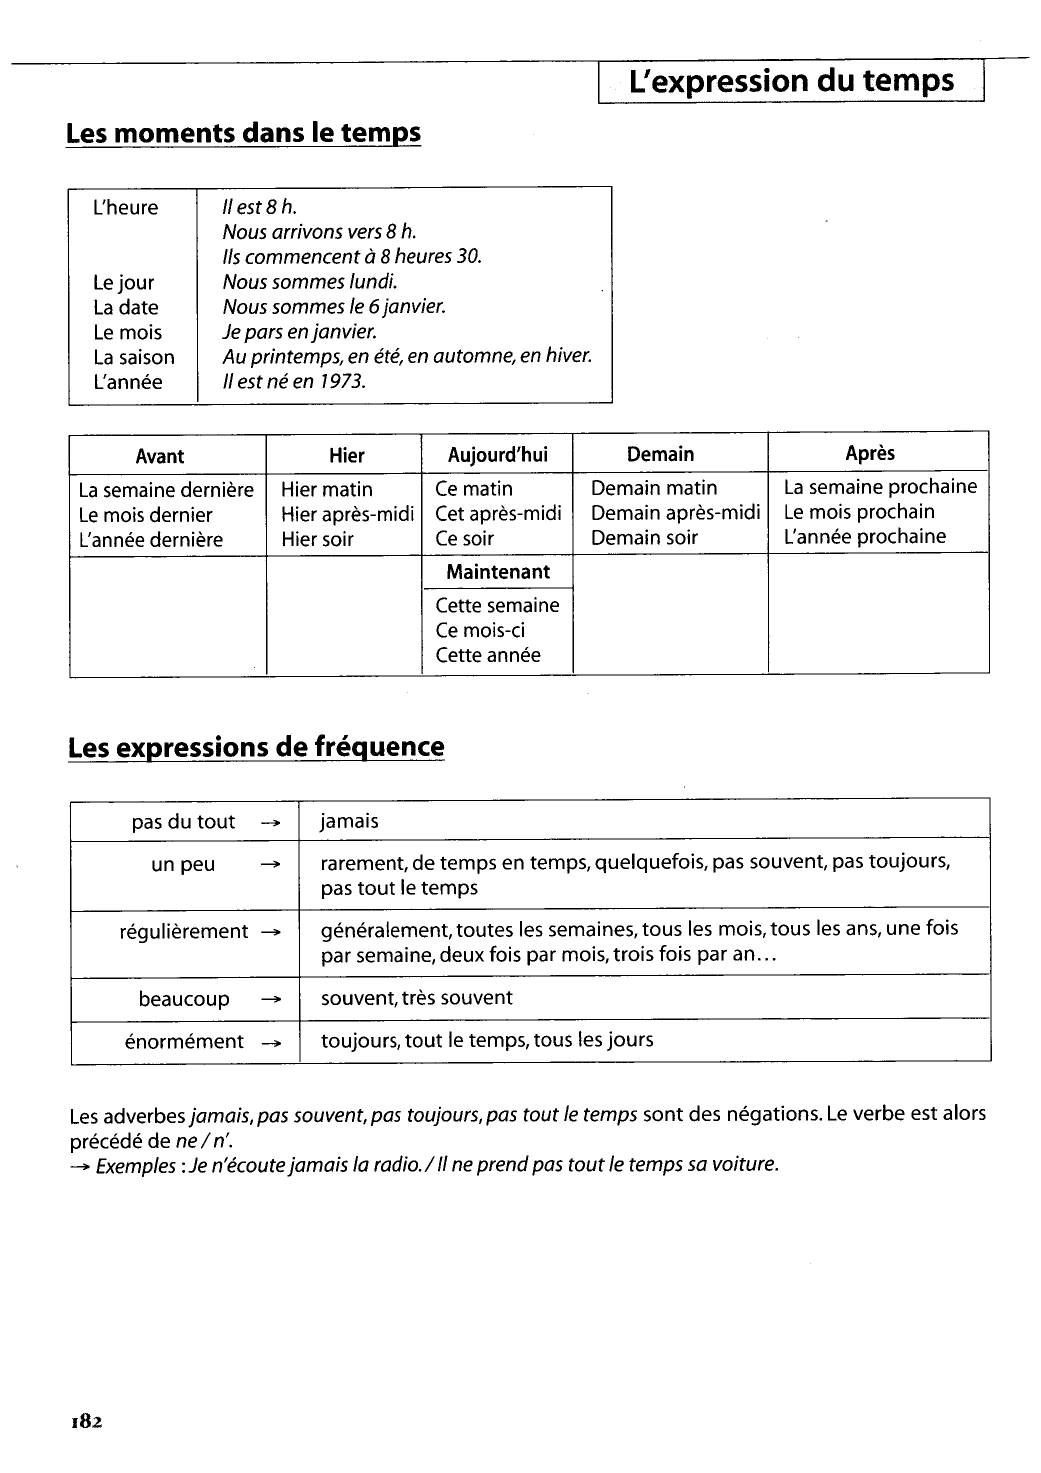 L'expression du temps
Les moments dans le temps
L'heure Il est 8 h.
Nous arrivons vers 8 h.
Ils commencent à 8 heures 30.
Le jour Nous sommes lundi.
La date Nous sommes le 6 janvier.
Le mois Je pars en janvier.
La saison Au printemps, en été, en automne, en hiver.
L'année Il est né en 1973.
Avant Hier Aujourd'hui Demain Après
La semaine dernière Hier matin Ce matin Demain matin La semaine prochaine
Le mois dernier Hier après-midi Cet après-midi Demain après-midi Le mois prochain
L'année dernière Hier soir Ce soir Demain soir L'année prochaine
Maintenant
Cette semaine
Ce mois-ci
Cette année
Les expressions de fréquence
pas du tout → jamais
un peu → rarement, de temps en temps, quelquefois, pas souvent, pas toujours,
pas tout le temps
régulièrement → généralement, toutes les semaines, tous les mois, tous les ans, une fois
par semaine, deux fois par mois, trois fois par an...
beaucoup → souvent, très souvent
énormément → toujours, tout le temps, tous les jours
Les adverbes jamais, pas souvent, pas toujours, pas tout le temps sont des négations. Le verbe est alors
précédé de ne / n'.
→ Exemples : Je n'écoute jamais la radio. / Il ne prend pas tout le temps sa voiture.
182